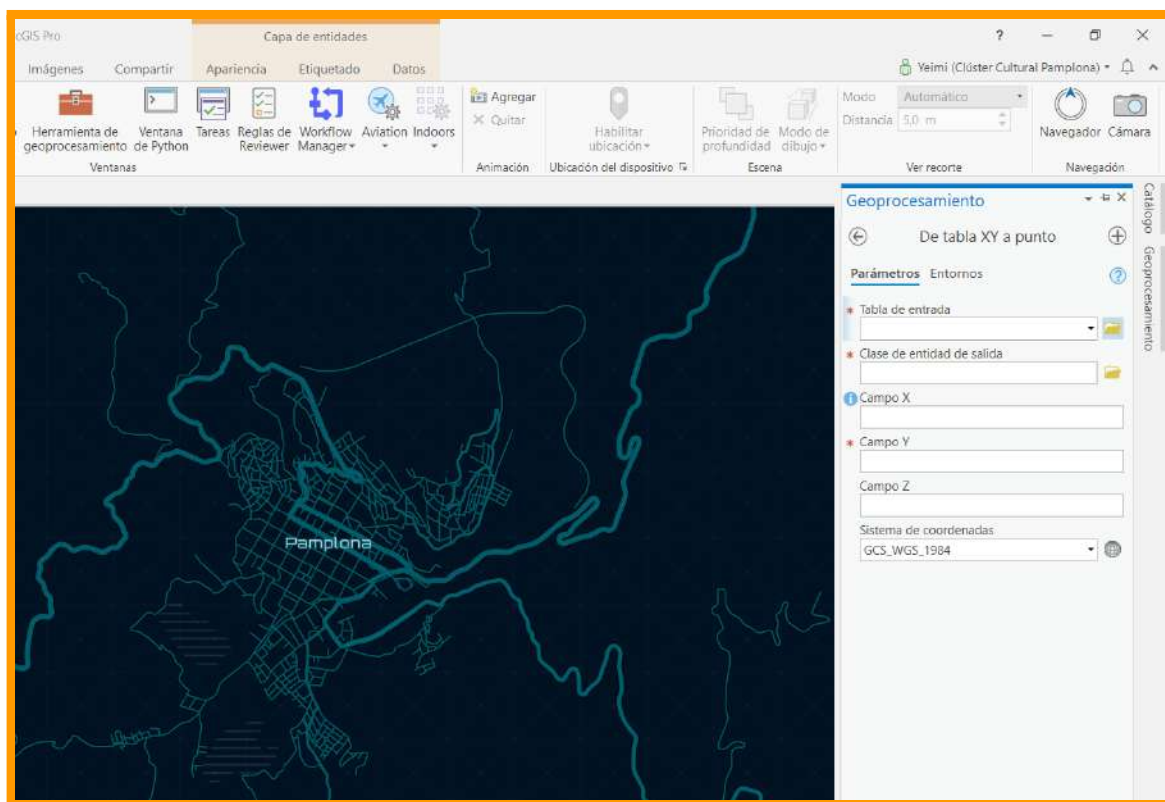 cGIS Pro
Capa de entidades
?
Imágenes Compartir Apariencia Etiquetado Datos
Yeimi (Clúster Cultural Pamplona)
Herramienta de geoprocesamiento
Ventana de Python
Tareas
Reglas de Reviewer
Workflow Manager
Aviation
Indoors
Ventanas
Agregar
Quitar
Animación
Habilitar ubicación
Ubicación del dispositivo
Prioridad de profundidad
Modo de dibujo
Escena
Modo Automático
Distancia 5,0 m
Ver recorte
Navegador
Cámara
Navegación
Geoprocesamiento
De tabla XY a punto
Parámetros Entornos
?
* Tabla de entrada
* Clase de entidad de salida
Campo X
* Campo Y
Campo Z
Sistema de coordenadas
GCS_WGS_1984
Catálogo
Geoprocesamiento
Pamplona